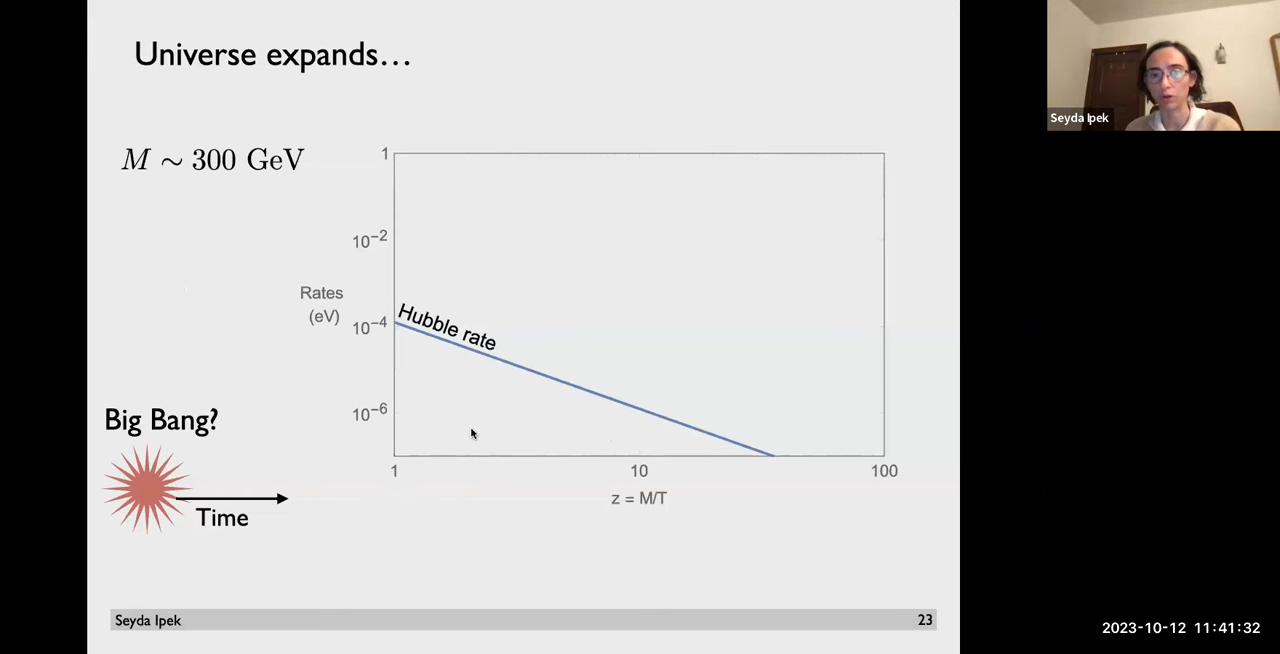 Universe expands...
M ∼ 300 GeV
1
10⁻²
Rates
(eV)
10⁻⁴
Hubble rate
10⁻⁶
1
10
100
z = M/T
Big Bang?
Time
Seyda Ipek
23
Seyda Ipek
2023-10-12 11:41:32